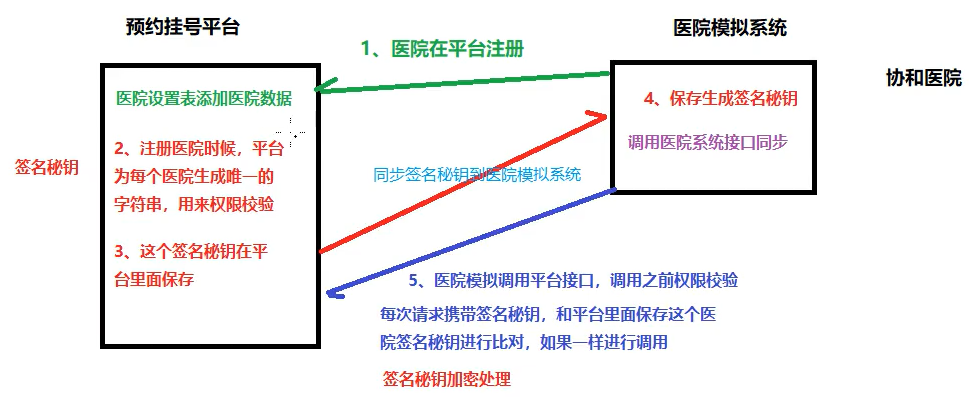 预约挂号平台
医院模拟系统
1、医院在平台注册
协和医院
医院设置表添加医院数据
4、保存生成签名秘钥
2、注册医院时候，平台
为每个医院生成唯一的
字符串，用来权限校验
调用医院系统接口同步
签名秘钥
同步签名秘钥到医院模拟系统
3、这个签名秘钥在平
台里面保存
5、医院模拟调用平台接口，调用之前权限校验
每次请求携带签名秘钥，和平台里面保存这个医
院签名秘钥进行比对，如果一样进行调用
签名秘钥加密处理